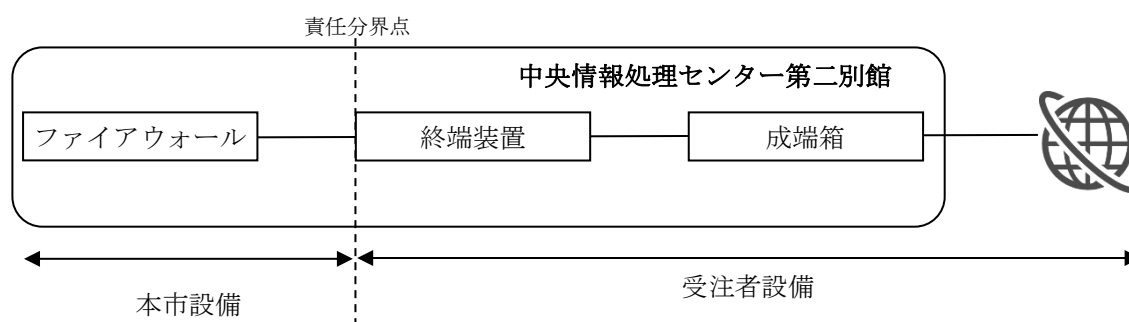 責任分界点
中央情報処理センター第二別館
ファイアウォール
終端装置
成端箱
本市設備
受注者設備